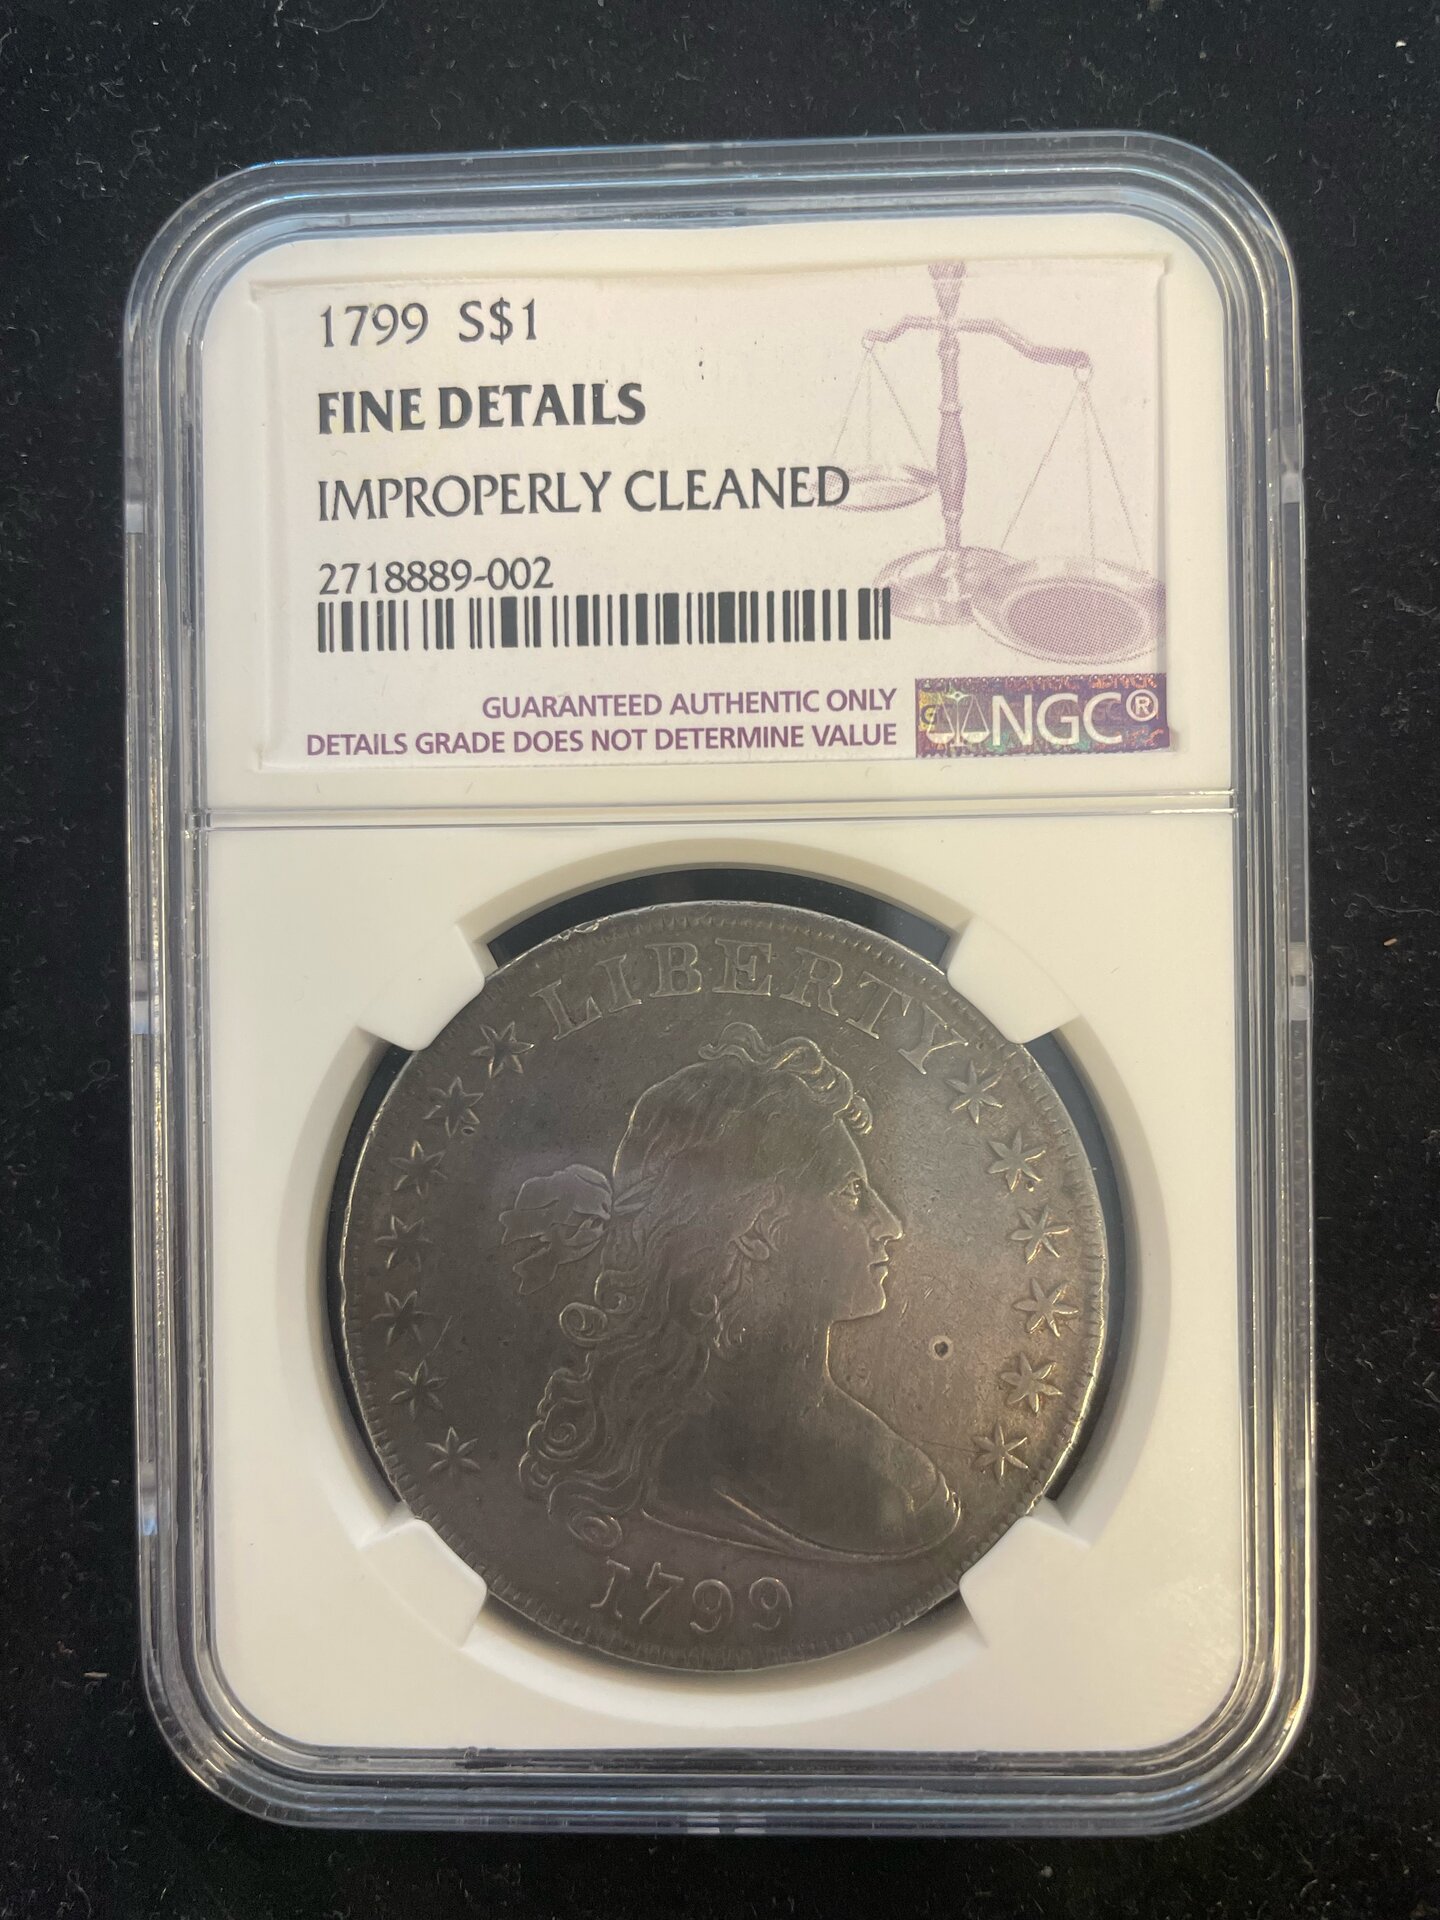 1799 S$1
FINE DETAILS
IMPROPERLY CLEANED
2718889-002
GUARANTEED AUTHENTIC ONLY
DETAILS GRADE DOES NOT DETERMINE VALUE
NGC®
LIBERTY
1799